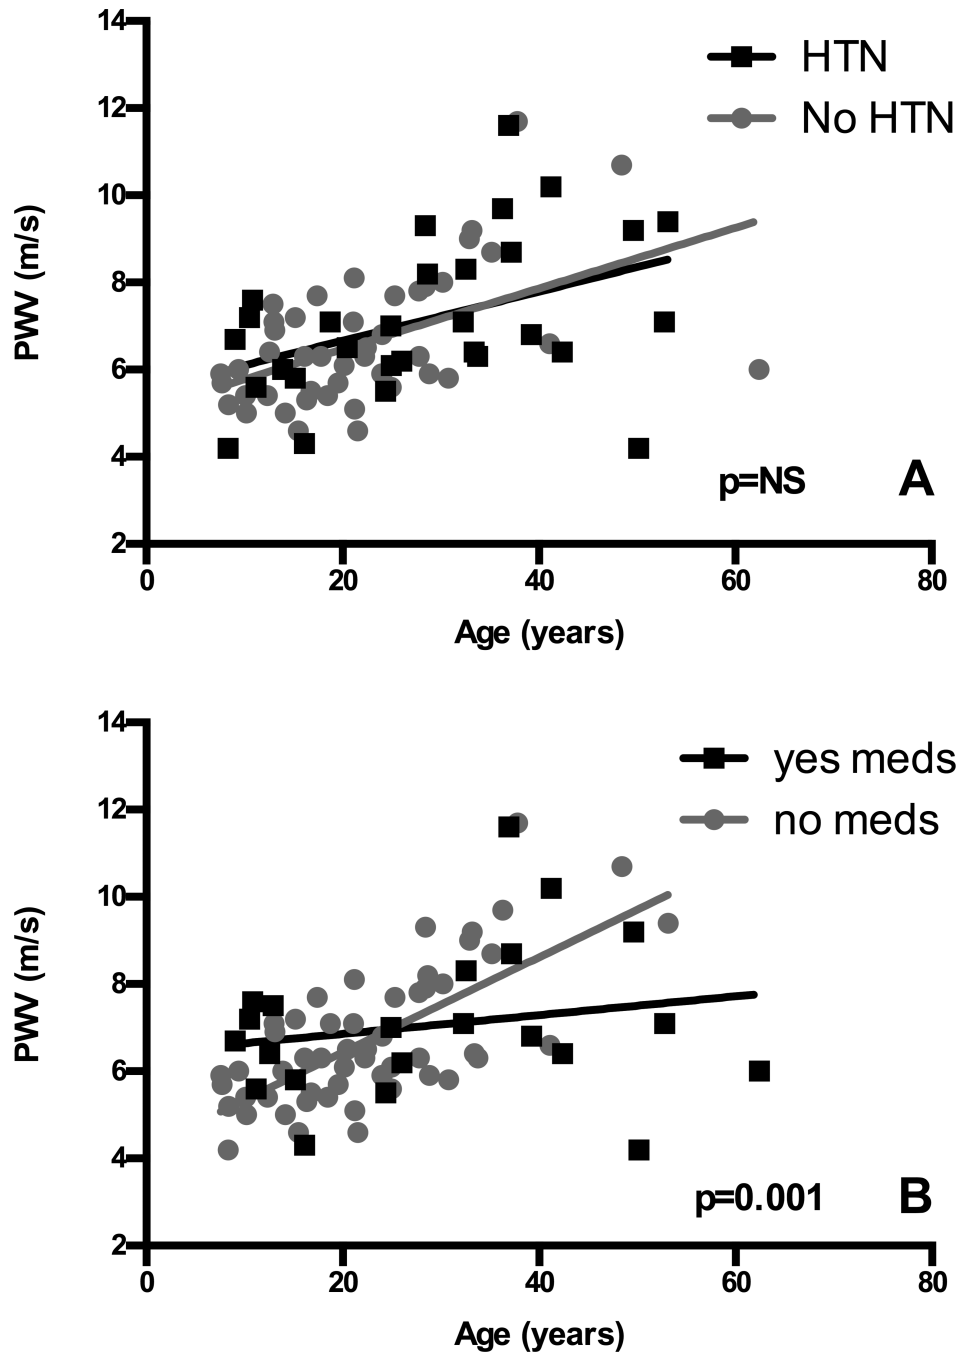 14
HTN
12
No HTN
10
PWV (m/s)
8
6
4
p=NS
A
2
0
20
40
60
80
Age (years)
14
yes meds
12
no meds
10
PWV (m/s)
8
6
4
p=0.001
B
2
0
20
40
60
80
Age (years)